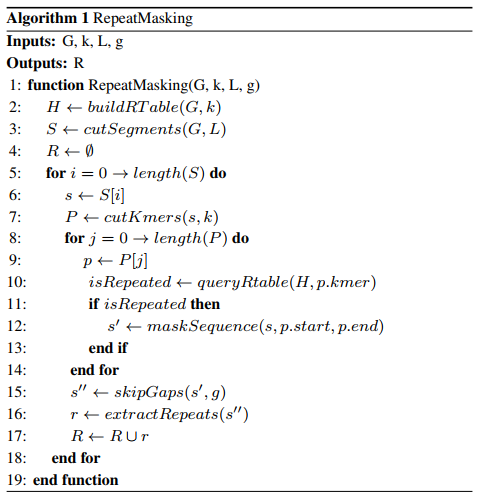 Algorithm 1 RepeatMasking
Inputs: G, k, L, g
Outputs: R
1: function RepeatMasking(G, k, L, g)
2: H ← buildRTable(G, k)
3: S ← cutSegments(G, L)
4: R ← ∅
5: for i = 0 → length(S) do
6: s ← S[i]
7: P ← cutKmers(s, k)
8: for j = 0 → length(P) do
9: p ← P[j]
10: isRepeated ← queryRtable(H, p.kmer)
11: if isRepeated then
12: s′ ← maskSequence(s, p.start, p.end)
13: end if
14: end for
15: s″ ← skipGaps(s′, g)
16: r ← extractRepeats(s″)
17: R ← R ∪ r
18: end for
19: end function